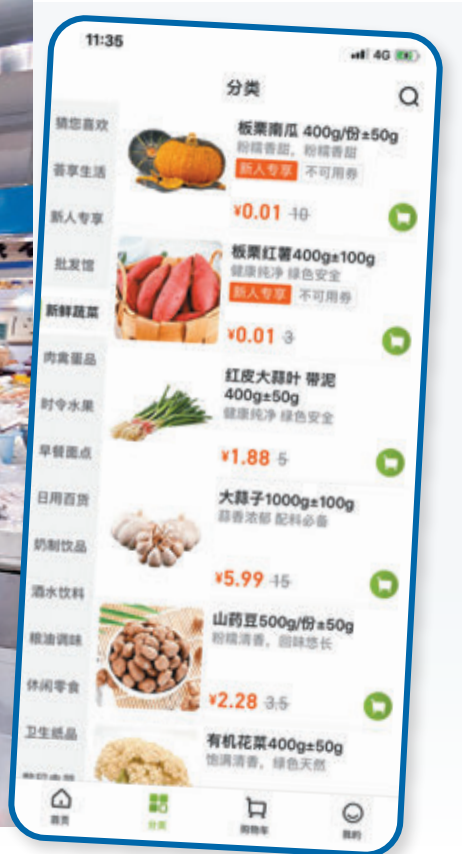 11:35
4G
分类
猜您喜欢
荟享生活
新人专享
批发馆
新鲜蔬菜
肉禽蛋品
时令水果
早餐面点
日用百货
奶制饮品
酒水饮料
粮油调味
休闲零食
卫生纸品
板栗南瓜 400g/份±50g
粉糯香甜，粉糯香甜
新人专享 不可用券
¥0.01 10
板栗红薯400g±100g
健康纯净 绿色安全
新人专享 不可用券
¥0.01 3
红皮大蒜叶 带泥
400g±50g
健康纯净 绿色安全
¥1.88 5
大蒜子1000g±100g
蒜香浓郁 配料必备
¥5.99 15
山药豆500g/份±50g
粉糯清香，回味悠长
¥2.28 3.5
有机花菜400g±50g
饱满清香，绿色天然
首页
分类
购物车
我的